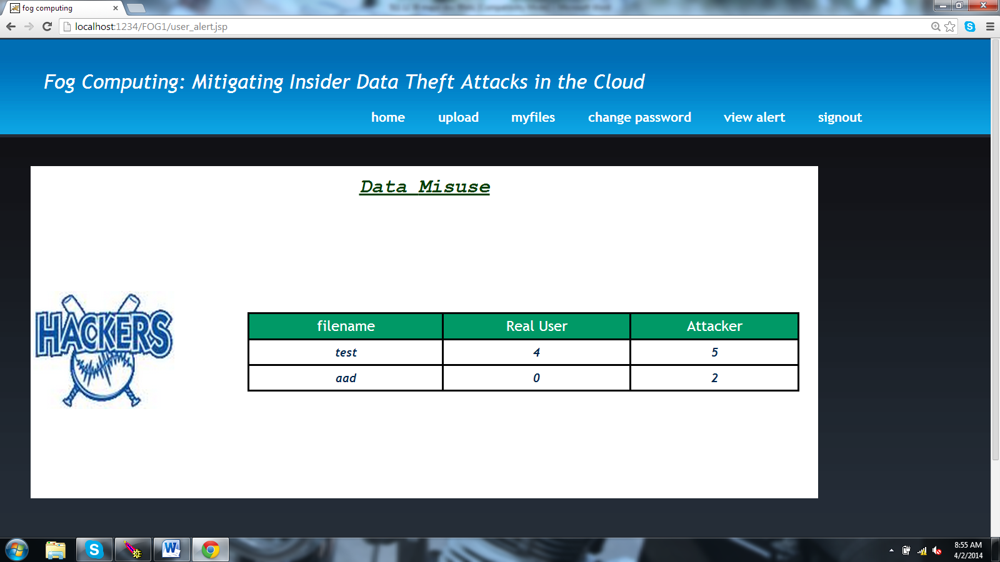 fog computing
localhost:1234/FOG1/user_alert.jsp
Fog Computing: Mitigating Insider Data Theft Attacks in the Cloud
home upload myfiles change password view alert signout
Data Misuse
HACKERS
filename Real User Attacker
test 4 5
aad 0 2
8:55 AM
4/2/2014